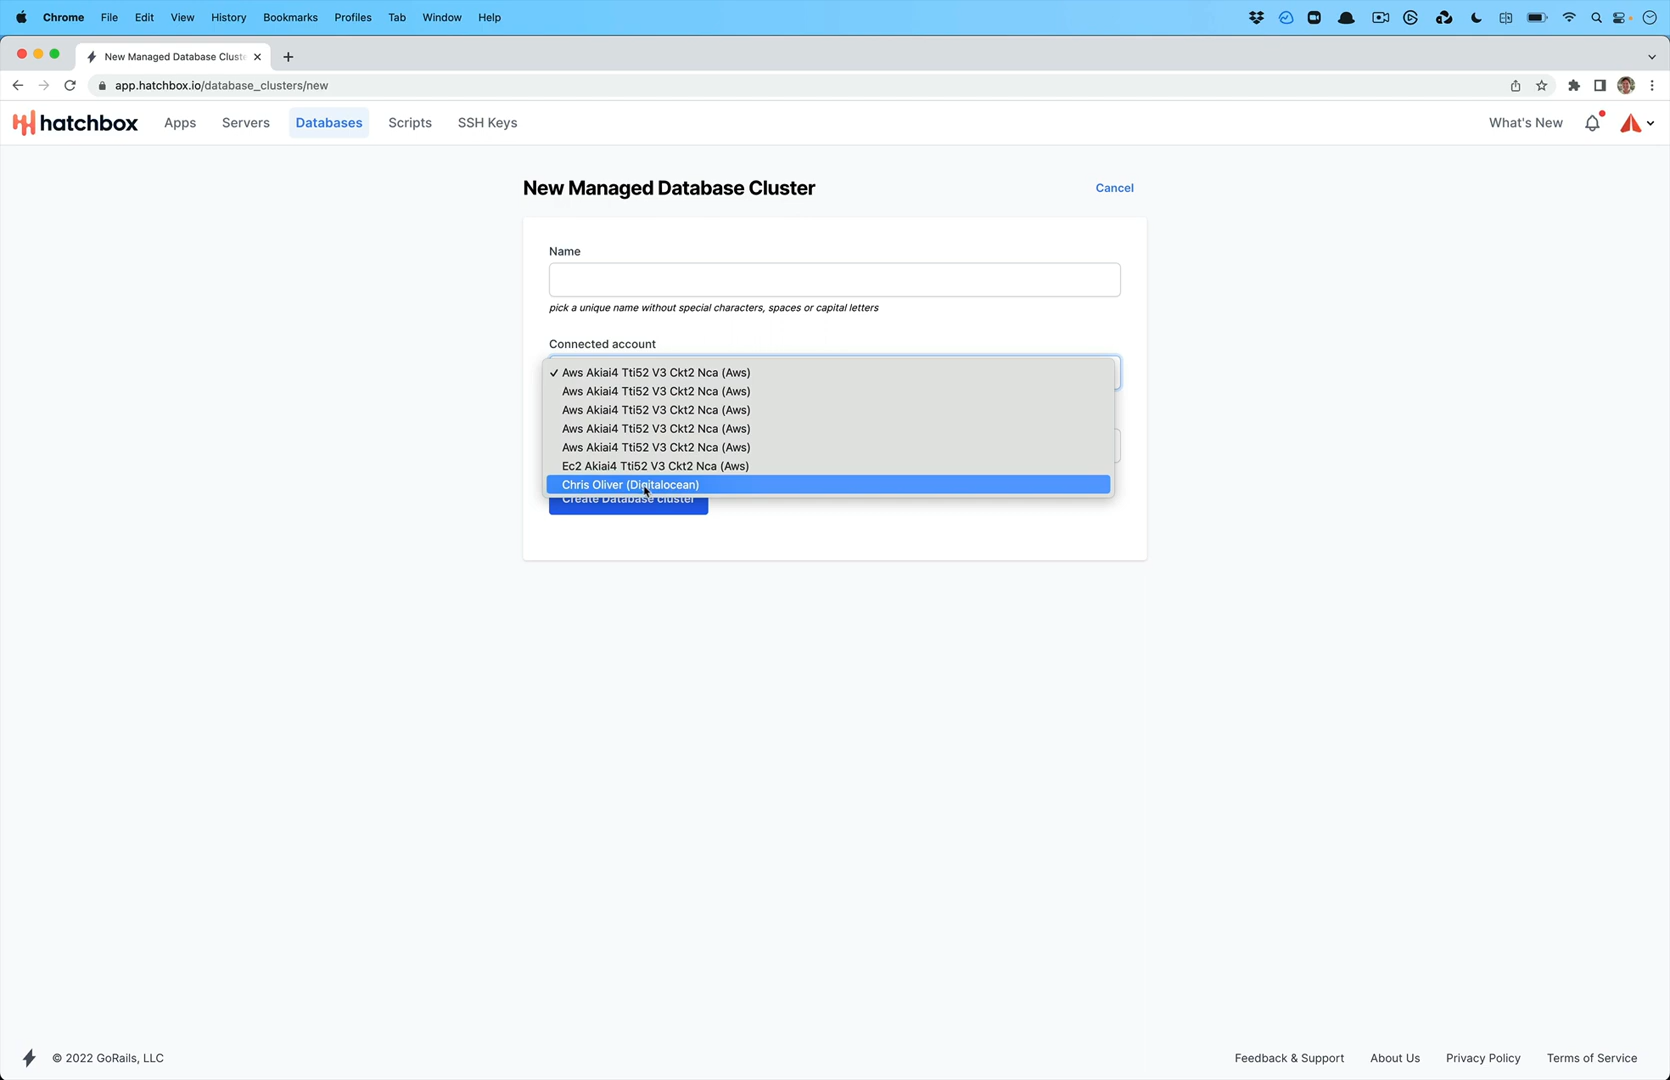 Chrome File Edit View History Bookmarks Profiles Tab Window Help
New Managed Database Clust
app.hatchbox.io/database_clusters/new
hatchbox Apps Servers Databases Scripts SSH Keys What's New
New Managed Database Cluster Cancel
Name
pick a unique name without special characters, spaces or capital letters
Connected account
✓ Aws Akiai4 Tti52 V3 Ckt2 Nca (Aws)
Aws Akiai4 Tti52 V3 Ckt2 Nca (Aws)
Aws Akiai4 Tti52 V3 Ckt2 Nca (Aws)
Aws Akiai4 Tti52 V3 Ckt2 Nca (Aws)
Aws Akiai4 Tti52 V3 Ckt2 Nca (Aws)
Ec2 Akiai4 Tti52 V3 Ckt2 Nca (Aws)
Chris Oliver (Digitalocean)
Create Database cluster
© 2022 GoRails, LLC Feedback & Support About Us Privacy Policy Terms of Service